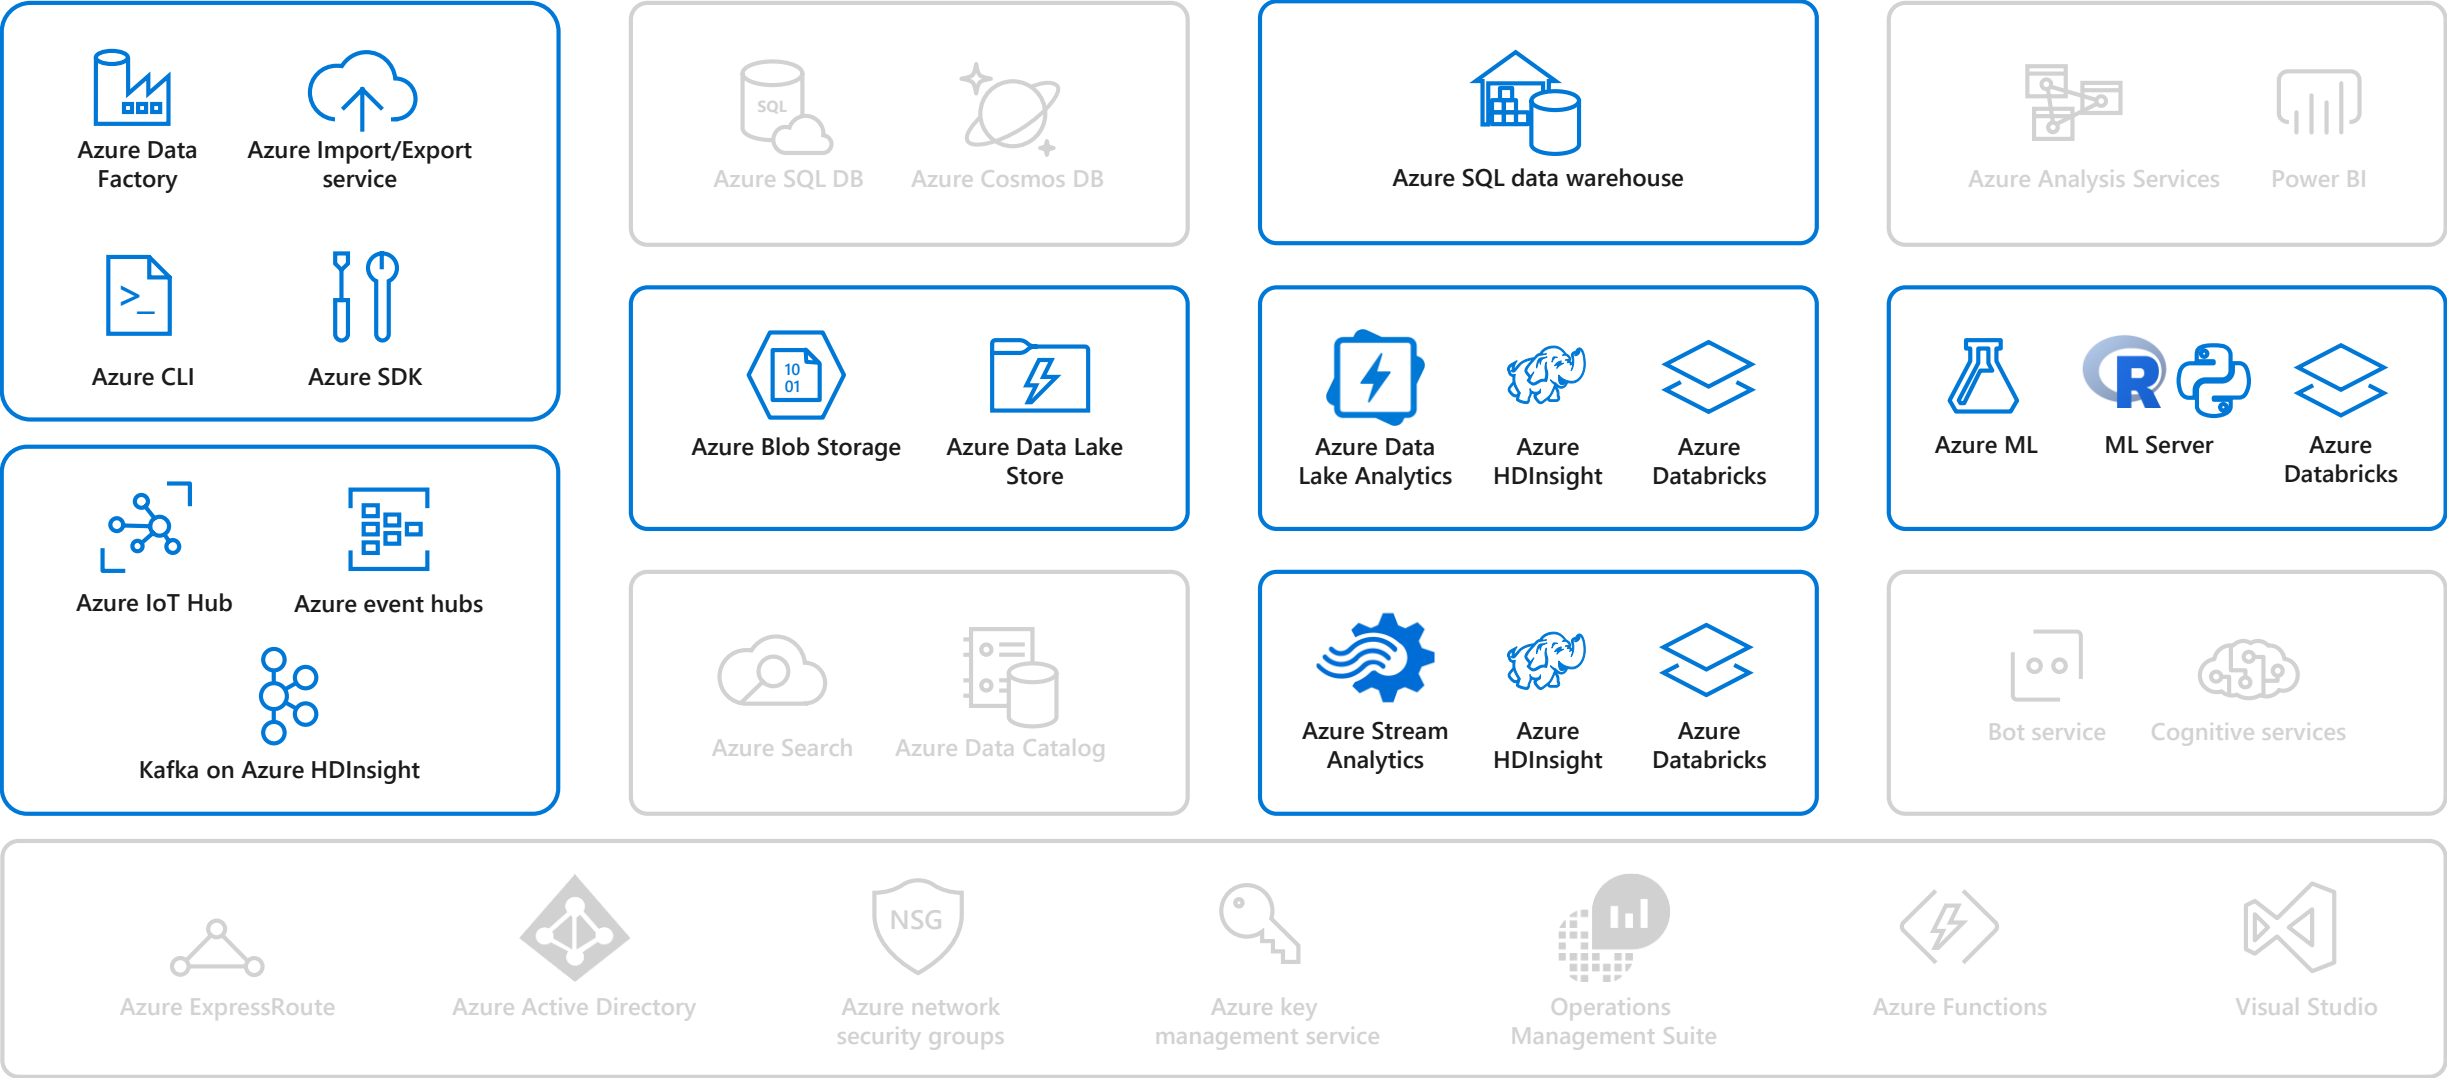 Azure Data
Factory
Azure Import/Export
service
>_
Azure CLI
Azure SDK
Azure IoT Hub
Azure event hubs
Kafka on Azure HDInsight
SQL
Azure SQL DB
Azure Cosmos DB
10
01
Azure Blob Storage
Azure Data Lake
Store
Azure Search
Azure Data Catalog
Azure SQL data warehouse
Azure Data
Lake Analytics
Azure
HDInsight
Azure
Databricks
Azure Stream
Analytics
Azure
HDInsight
Azure
Databricks
Azure Analysis Services
Power BI
Azure ML
R
ML Server
Azure
Databricks
Bot service
Cognitive services
Azure ExpressRoute
Azure Active Directory
NSG
Azure network
security groups
Azure key
management service
Operations
Management Suite
Azure Functions
Visual Studio